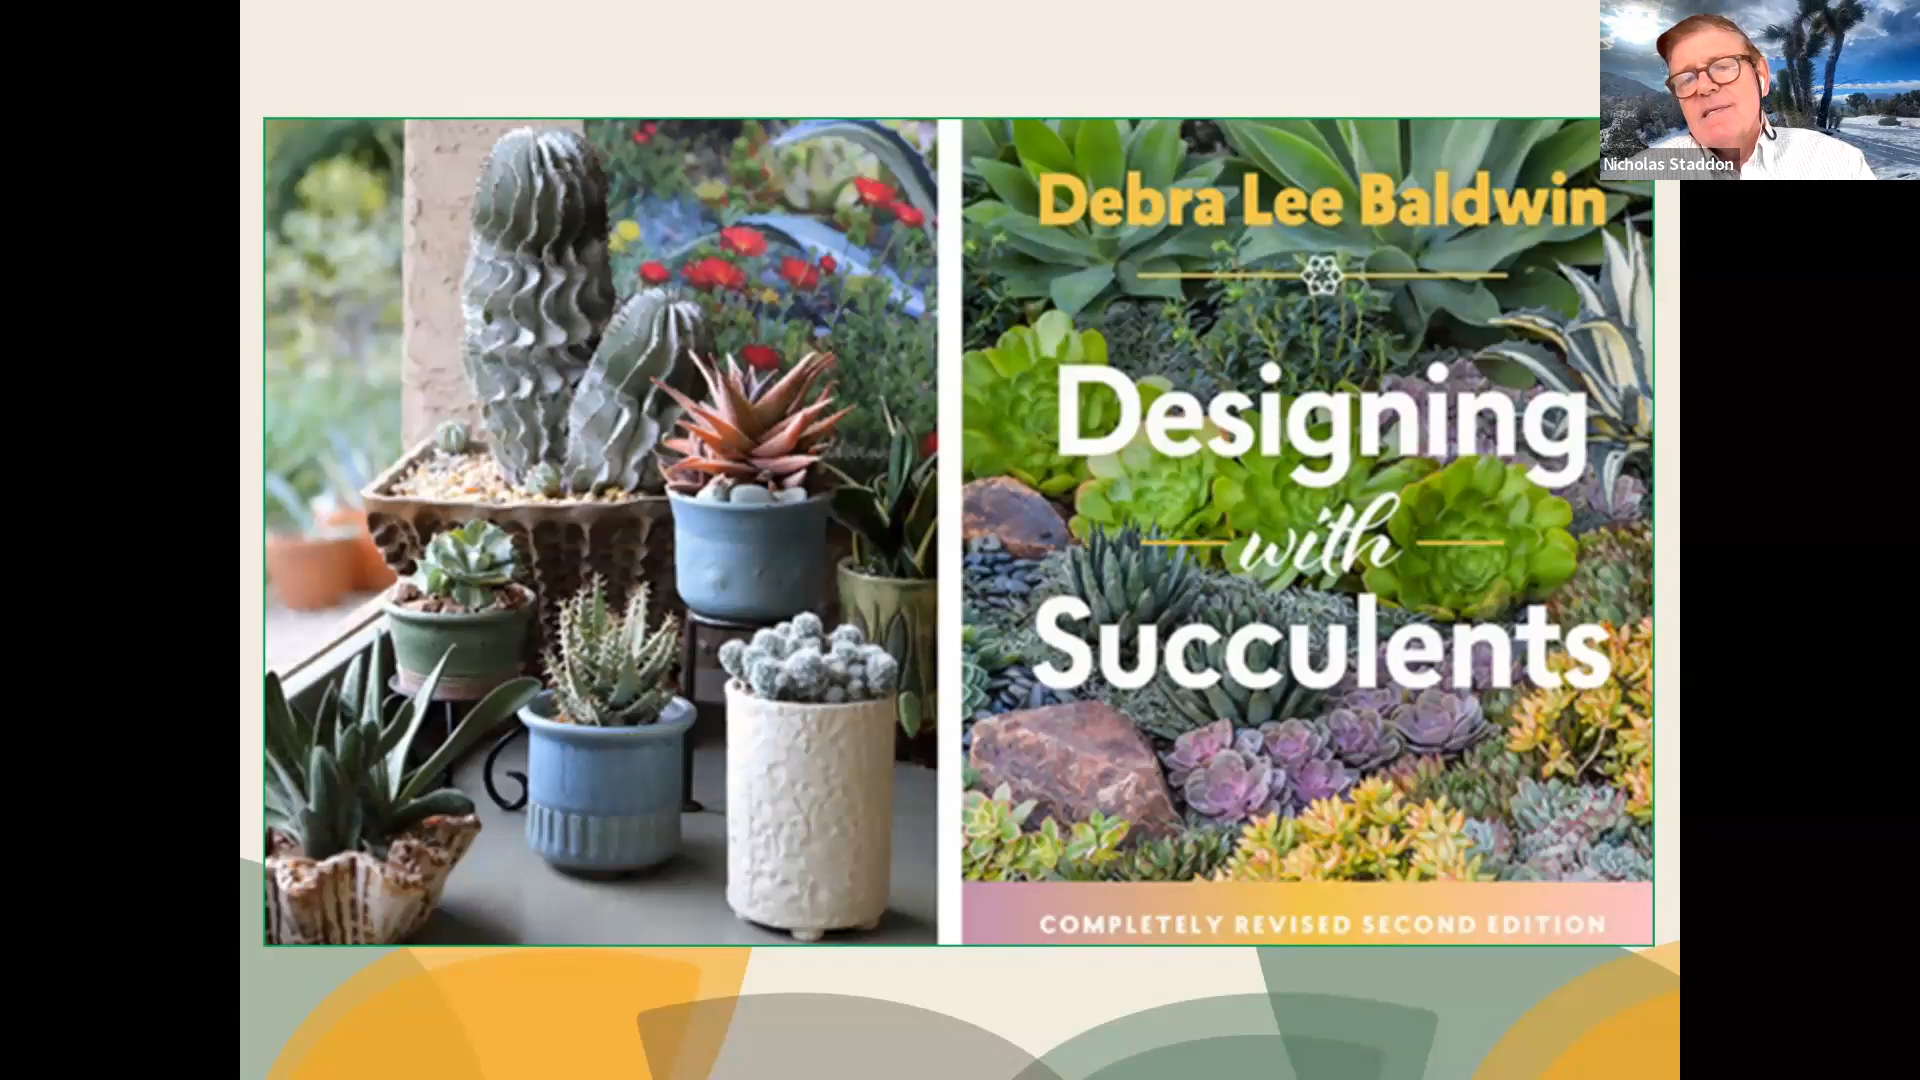 Nicholas Staddon
Debra Lee Baldwin
Designing
with
Succulents
COMPLETELY REVISED SECOND EDITION